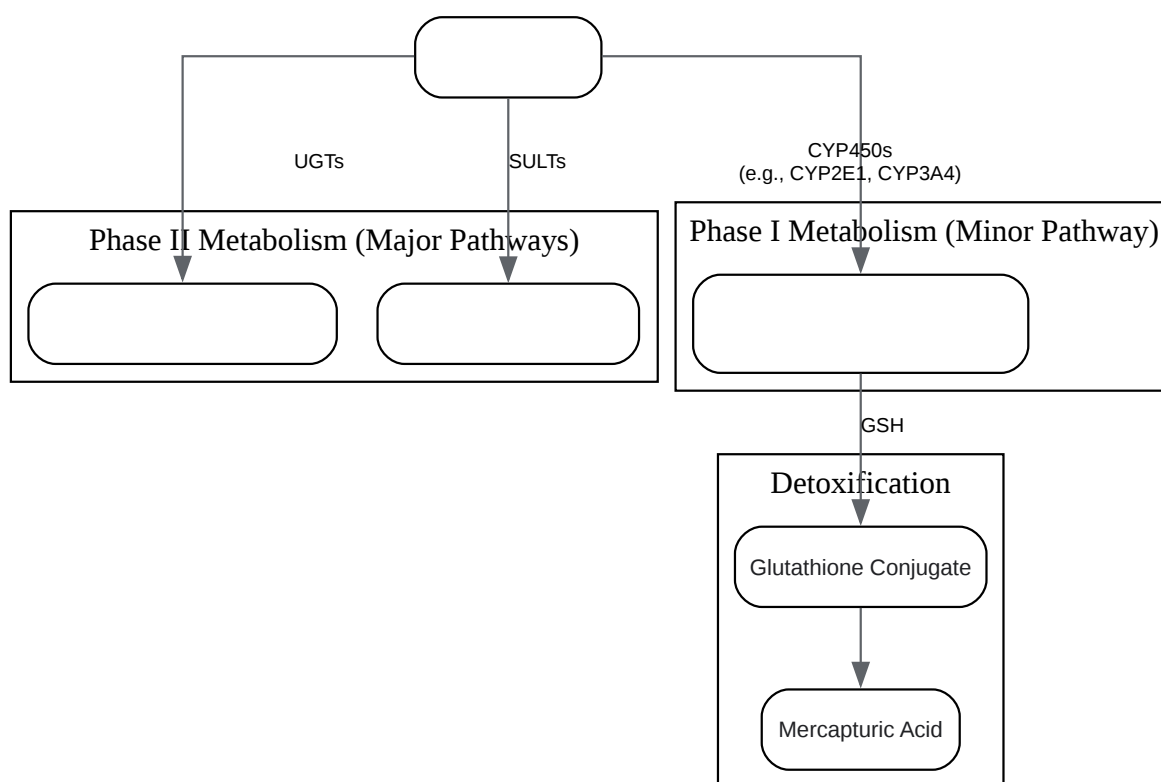 UGTs
SULTs
CYP450s
(e.g., CYP2E1, CYP3A4)
Phase II Metabolism (Major Pathways)
Phase I Metabolism (Minor Pathway)
GSH
Detoxification
Glutathione Conjugate
Mercapturic Acid